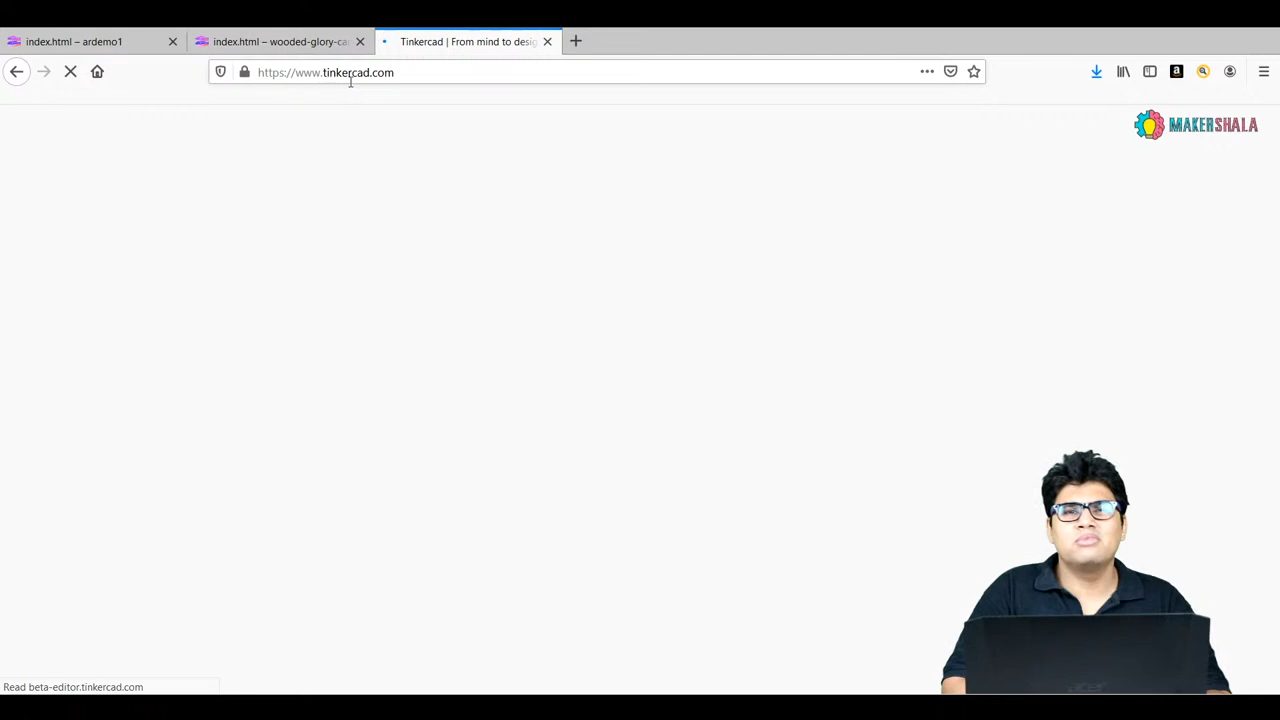 index.html – ardemo1
index.html – wooded-glory-ca
Tinkercad | From mind to desig
https://www.tinkercad.com
MAKERSHALA
acer
Read beta-editor.tinkercad.com